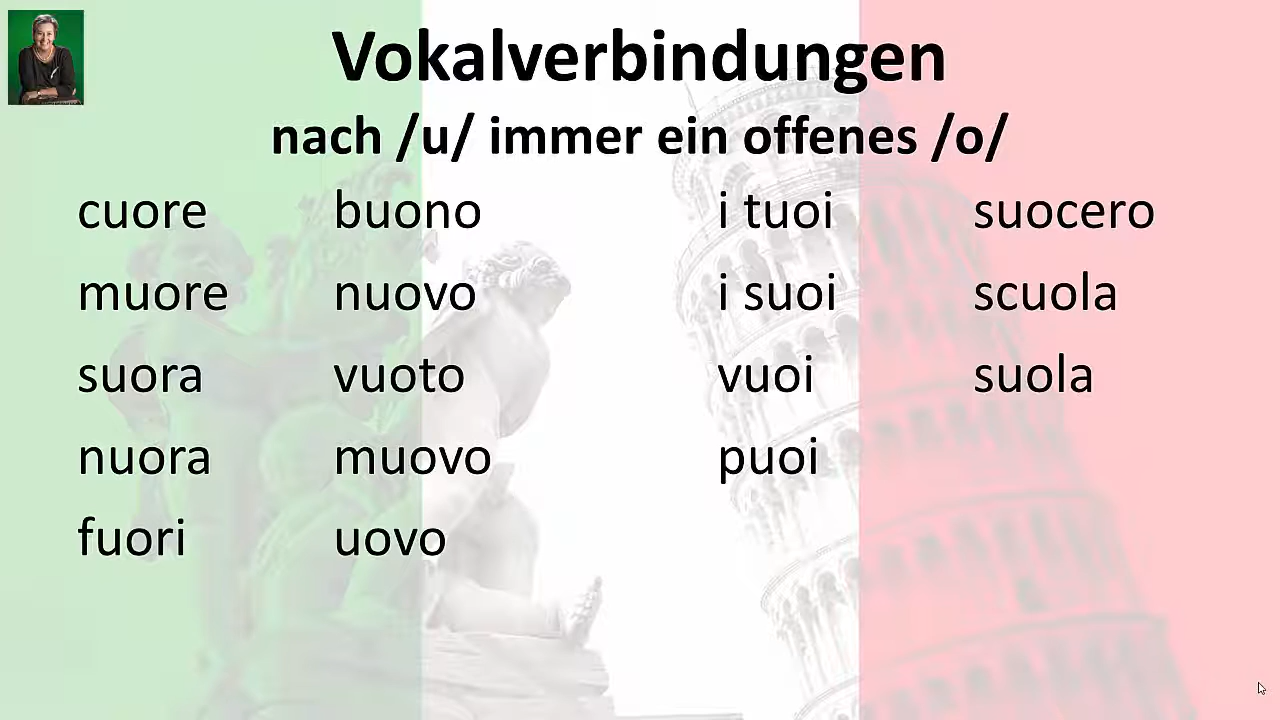 Vokalverbindungen
nach /u/ immer ein offenes /o/
cuore buono i tuoi suocero
muore nuovo i suoi scuola
suora vuoto vuoi suola
nuora muovo puoi
fuori uovo